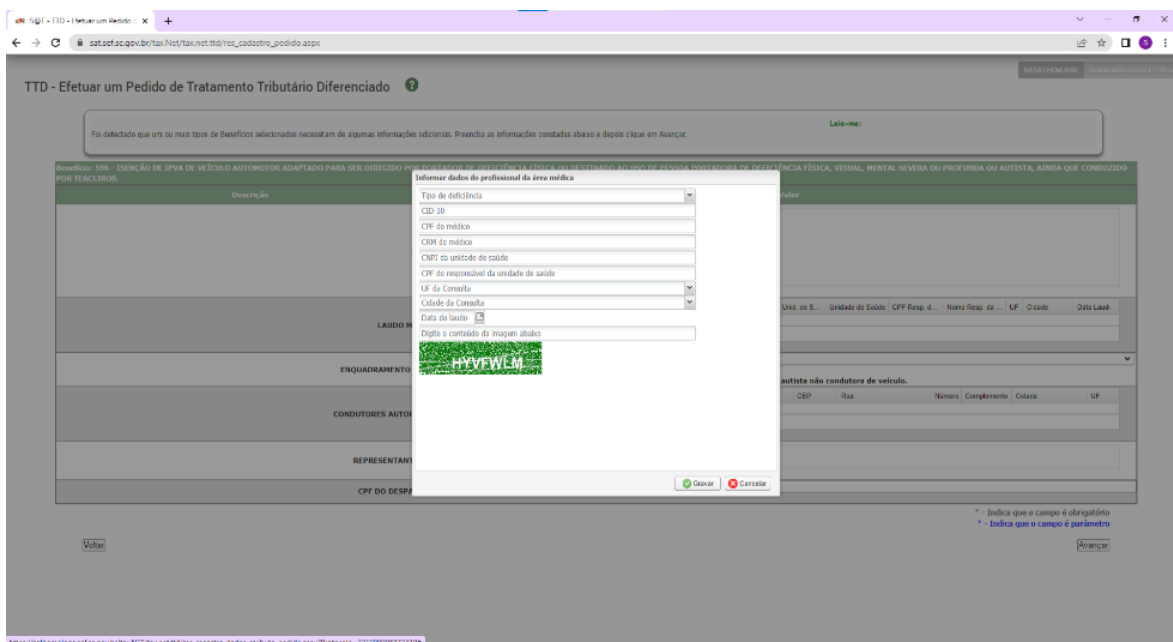 S@T - TTD - Efetuar um Pedido
sat.sef.sc.gov.br/tax.Net/tax.net.ttd/res_cadastro_pedido.aspx
TTD - Efetuar um Pedido de Tratamento Tributário Diferenciado
Leia-me:
Foi detectado que um ou mais tipos de Benefícios selecionados necessitam de algumas informações adicionais. Preencha as informações constadas abaixo e depois clique em Avançar.
Benefício: 596 - ISENÇÃO DE IPVA DE VEÍCULO AUTOMOTOR ADAPTADO PARA SER DIRIGIDO POR PORTADOR DE DEFICIÊNCIA FÍSICA OU DESTINADO AO USO DE PESSOA PORTADORA DE DEFICIÊNCIA FÍSICA, VISUAL, MENTAL SEVERA OU PROFUNDA OU AUTISTA, AINDA QUE CONDUZIDO
POR TERCEIROS.
Descrição
Valor
Informar dados do profissional da área médica
Tipo de deficiência
CID-10
CPF do médico
CRM do médico
CNPJ da unidade de saúde
CPF do responsável da unidade de saúde
UF da Consulta
Cidade da Consulta
Data do laudo
Digite o conteúdo da imagem abaixo
HYVFWLM
Gravar Cancelar
LAUDO M
Unid. de S... Unidade de Saúde CPF Resp. d... Nome Resp. da ... UF Cidade Data Laud
ENQUADRAMENTO
autista não condutora de veículo.
CONDUTORES AUTOR
CEP Rua Número Complemento Cidade UF
REPRESENTANT
CPF DO DESPA
* - Indica que o campo é obrigatório
* - Indica que o campo é parâmetro
Voltar Avançar